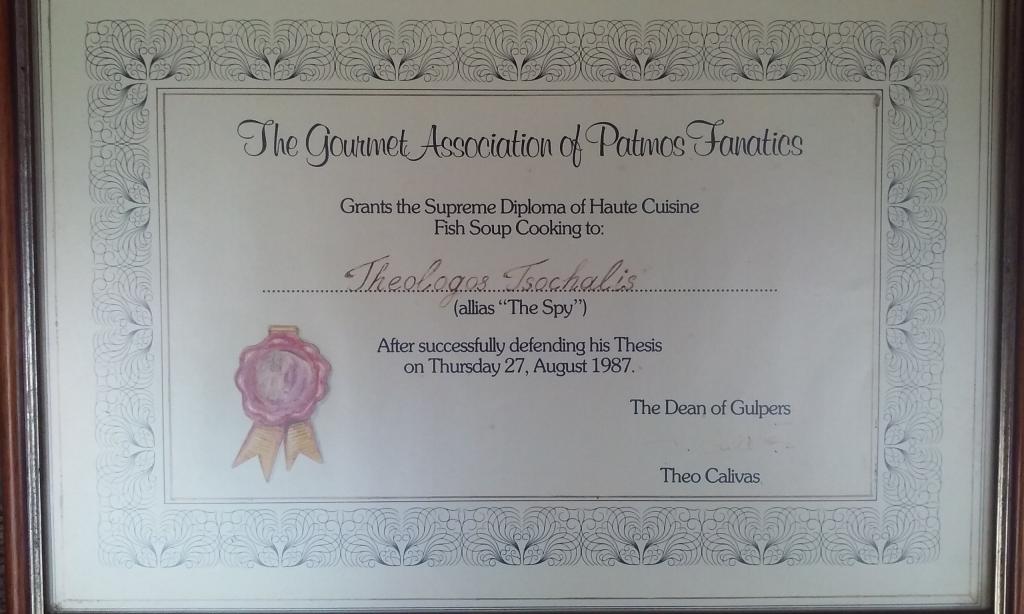 The Gourmet Association of Patmos Fanatics
Grants the Supreme Diploma of Haute Cuisine
Fish Soup Cooking to:
Theologos Tsochalis
(allias "The Spy")
After successfully defending his Thesis
on Thursday 27, August 1987.
The Dean of Gulpers
Theo Calivas